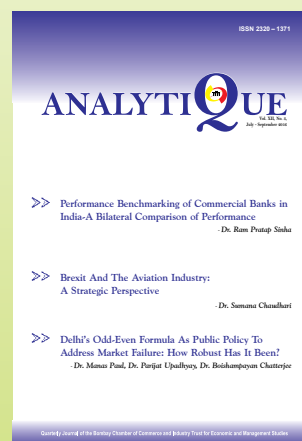 ISSN 2320 – 1371
ANALYTIQUE
Vol. XII, No. 3,
July - September 2016
Performance Benchmarking of Commercial Banks in
India-A Bilateral Comparison of Performance
- Dr. Ram Pratap Sinha
Brexit And The Aviation Industry:
A Strategic Perspective
- Dr. Sumana Chaudhuri
Delhi's Odd-Even Formula As Public Policy To
Address Market Failure: How Robust Has It Been?
- Dr. Manas Paul, Dr. Parijat Upadhyay, Dr. Boishampayan Chatterjee
Quarterly Journal of the Bombay Chamber of Commerce and Industry Trust for Economic and Management Studies